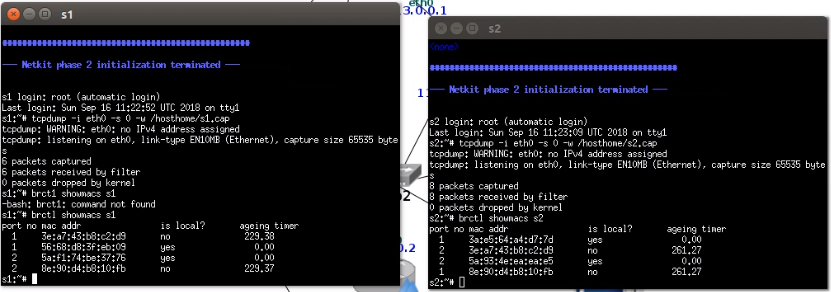 eth0
3.0.0.1
s1
**************************************************
--- Netkit phase 2 initialization terminated ---
s1 login: root (automatic login)
Last login: Sun Sep 16 11:22:52 UTC 2018 on tty1
s1:~# tcpdump -i eth0 -s 0 -w /hosthome/s1.cap
tcpdump: WARNING: eth0: no IPv4 address assigned
tcpdump: listening on eth0, link-type EN10MB (Ethernet), capture size 65535 byte
s
6 packets captured
6 packets received by filter
0 packets dropped by kernel
s1:~# brct1 showmacs s1
-bash: brct1: command not found
s1:~# brctl showmacs s1
port no mac addr is local? ageing timer
1 3e:a7:43:b8:c2:d9 no 229.38
1 56:68:d8:3f:eb:09 yes 0.00
2 5a:f1:74:be:37:76 yes 0.00
2 8e:90:d4:b8:10:fb no 229.37
s1:~#
11
2
0.2
s2
<none>
**************************************************
--- Netkit phase 2 initialization terminated ---
s2 login: root (automatic login)
Last login: Sun Sep 16 11:23:09 UTC 2018 on tty1
s2:~# tcpdump -i eth0 -s 0 -w /hosthome/s2.cap
tcpdump: WARNING: eth0: no IPv4 address assigned
tcpdump: listening on eth0, link-type EN10MB (Ethernet), capture size 65535 byte
s
8 packets captured
8 packets received by filter
0 packets dropped by kernel
s2:~# brctl showmacs s2
port no mac addr is local? ageing timer
1 3a:e5:64:a4:d7:7d yes 0.00
2 3e:a7:43:b8:c2:d9 no 261.27
2 5a:93:4e:ea:ea:e5 yes 0.00
1 8e:90:d4:b8:10:fb no 261.27
s2:~#